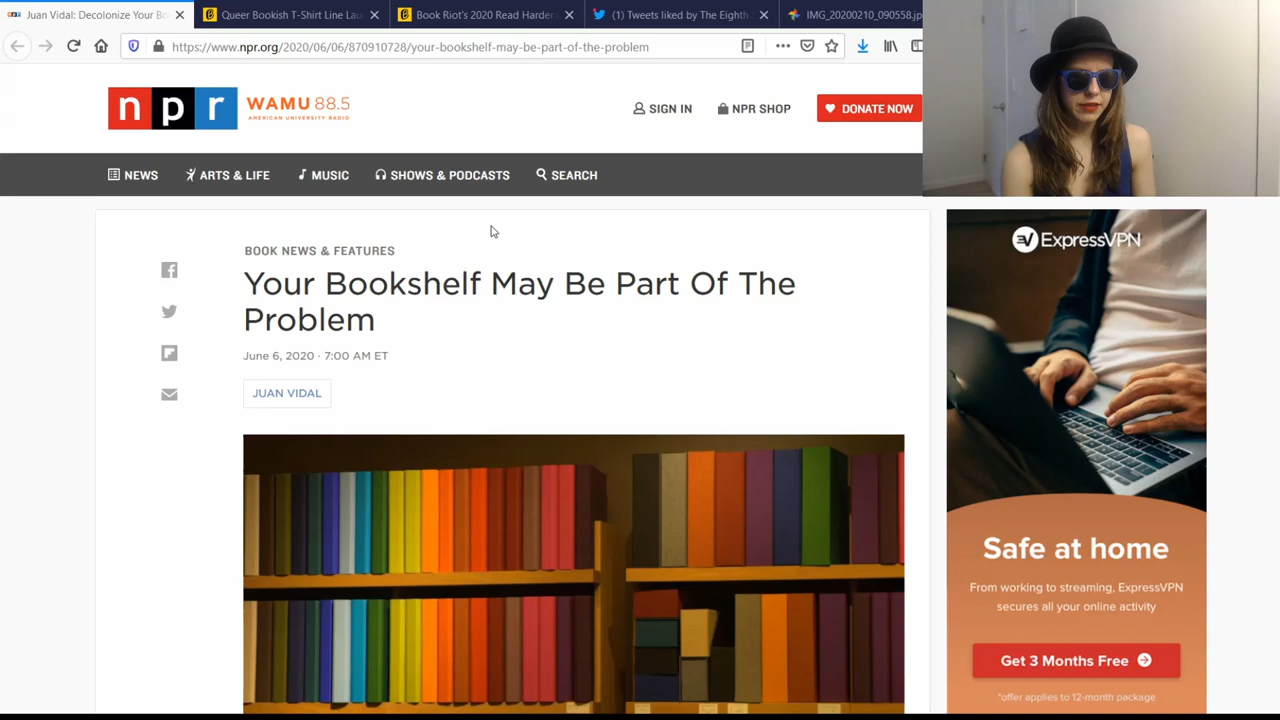 Juan Vidal: Decolonize Your Bo
Queer Bookish T-Shirt Line Lau
Book Riot's 2020 Read Harder
(1) Tweets liked by The Eighth
IMG_20200210_090558.jp
https://www.npr.org/2020/06/06/870910728/your-bookshelf-may-be-part-of-the-problem
npr
WAMU 88.5
AMERICAN UNIVERSITY RADIO
SIGN IN
NPR SHOP
DONATE NOW
NEWS
ARTS & LIFE
MUSIC
SHOWS & PODCASTS
SEARCH
BOOK NEWS & FEATURES
Your Bookshelf May Be Part Of The
Problem
June 6, 2020 · 7:00 AM ET
JUAN VIDAL
ExpressVPN
Safe at home
From working to streaming, ExpressVPN
secures all your online activity
Get 3 Months Free
*offer applies to 12-month package